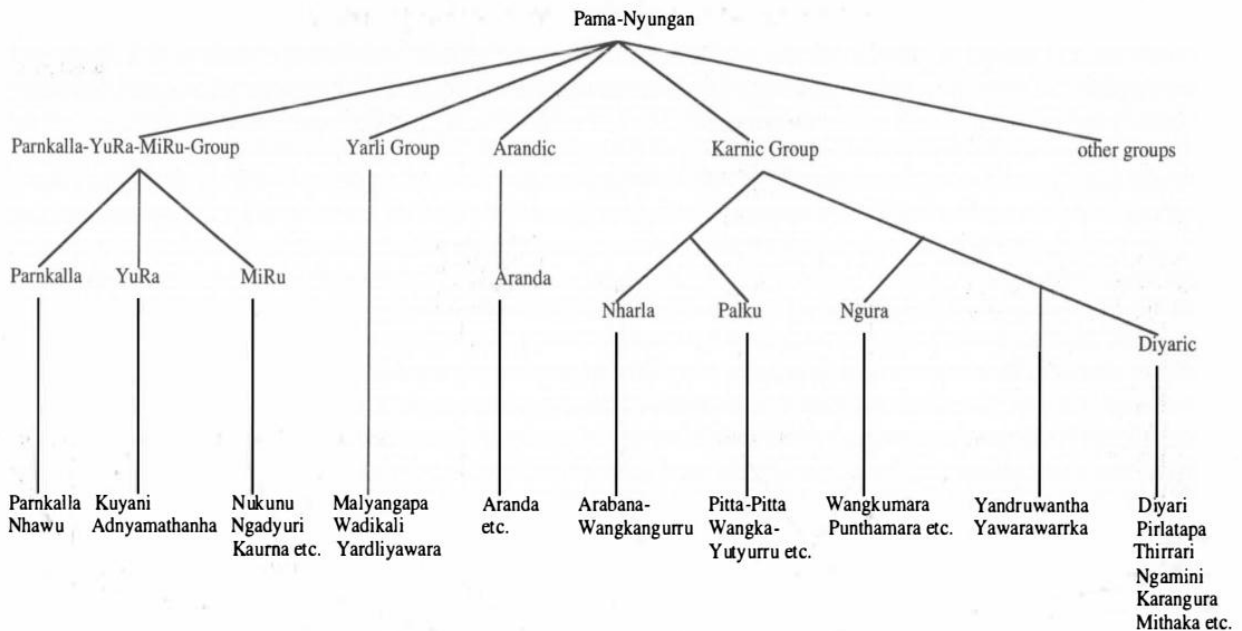 Pama-Nyungan
Parnkalla-YuRa-MiRu-Group
Yarli Group
Arandic
Karnic Group
other groups
Parnkalla
YuRa
MiRu
Aranda
Nharla
Palku
Ngura
Diyaric
Parnkalla
Nhawu
Kuyani
Adnyamathanha
Nukunu
Ngadyuri
Kaurna etc.
Malyangapa
Wadikali
Yardliyawara
Aranda
etc.
Arabana-
Wangkangurru
Pitta-Pitta
Wangka-
Yutyurru etc.
Wangkumara
Punthamara etc.
Yandruwantha
Yawarawarrka
Diyari
Pirlatapa
Thirrari
Ngamini
Karangura
Mithaka etc.